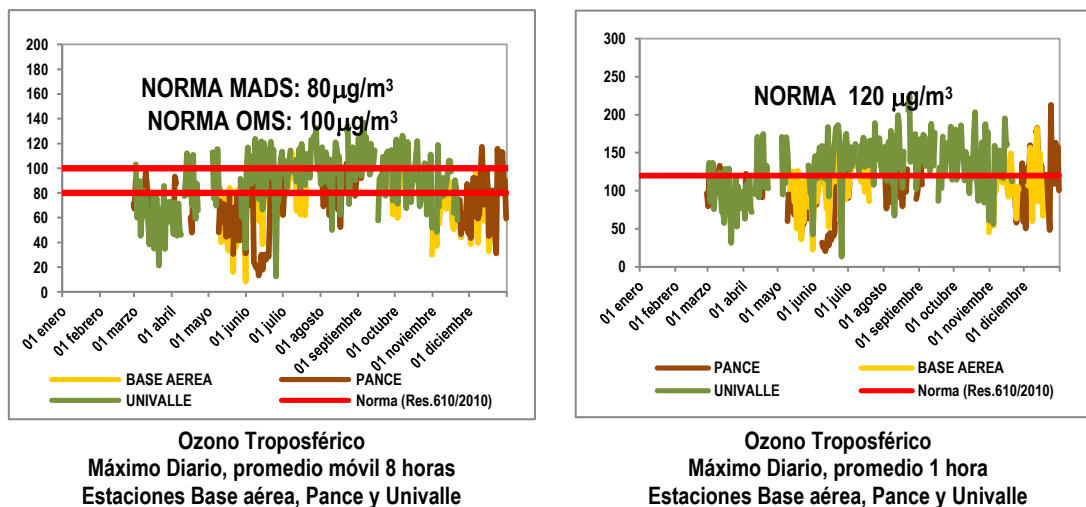 200
180
160
140
120
100
80
60
40
20
0
NORMA MADS: 80µg/m³
NORMA OMS: 100µg/m³
01 enero
01 febrero
01 marzo
01 abril
01 mayo
01 junio
01 julio
01 agosto
01 septiembre
01 octubre
01 noviembre
01 diciembre
BASE AEREA
PANCE
UNIVALLE
Norma (Res.610/2010)
Ozono Troposférico
Máximo Diario, promedio móvil 8 horas
Estaciones Base aérea, Pance y Univalle
300
250
200
150
100
50
0
NORMA 120 µg/m³
01 enero
01 febrero
01 marzo
01 abril
01 mayo
01 junio
01 julio
01 agosto
01 septiembre
01 octubre
01 noviembre
01 diciembre
PANCE
BASE AEREA
UNIVALLE
Norma (Res.610/2010)
Ozono Troposférico
Máximo Diario, promedio 1 hora
Estaciones Base aérea, Pance y Univalle